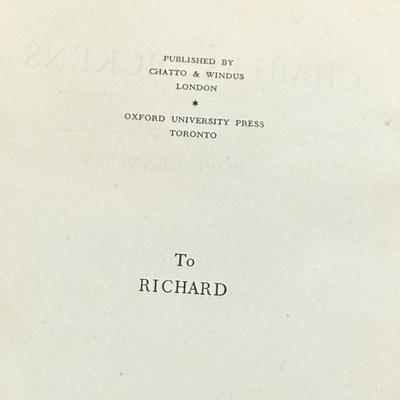 PUBLISHED BY
CHATTO & WINDUS
LONDON
*
OXFORD UNIVERSITY PRESS
TORONTO
To
RICHARD